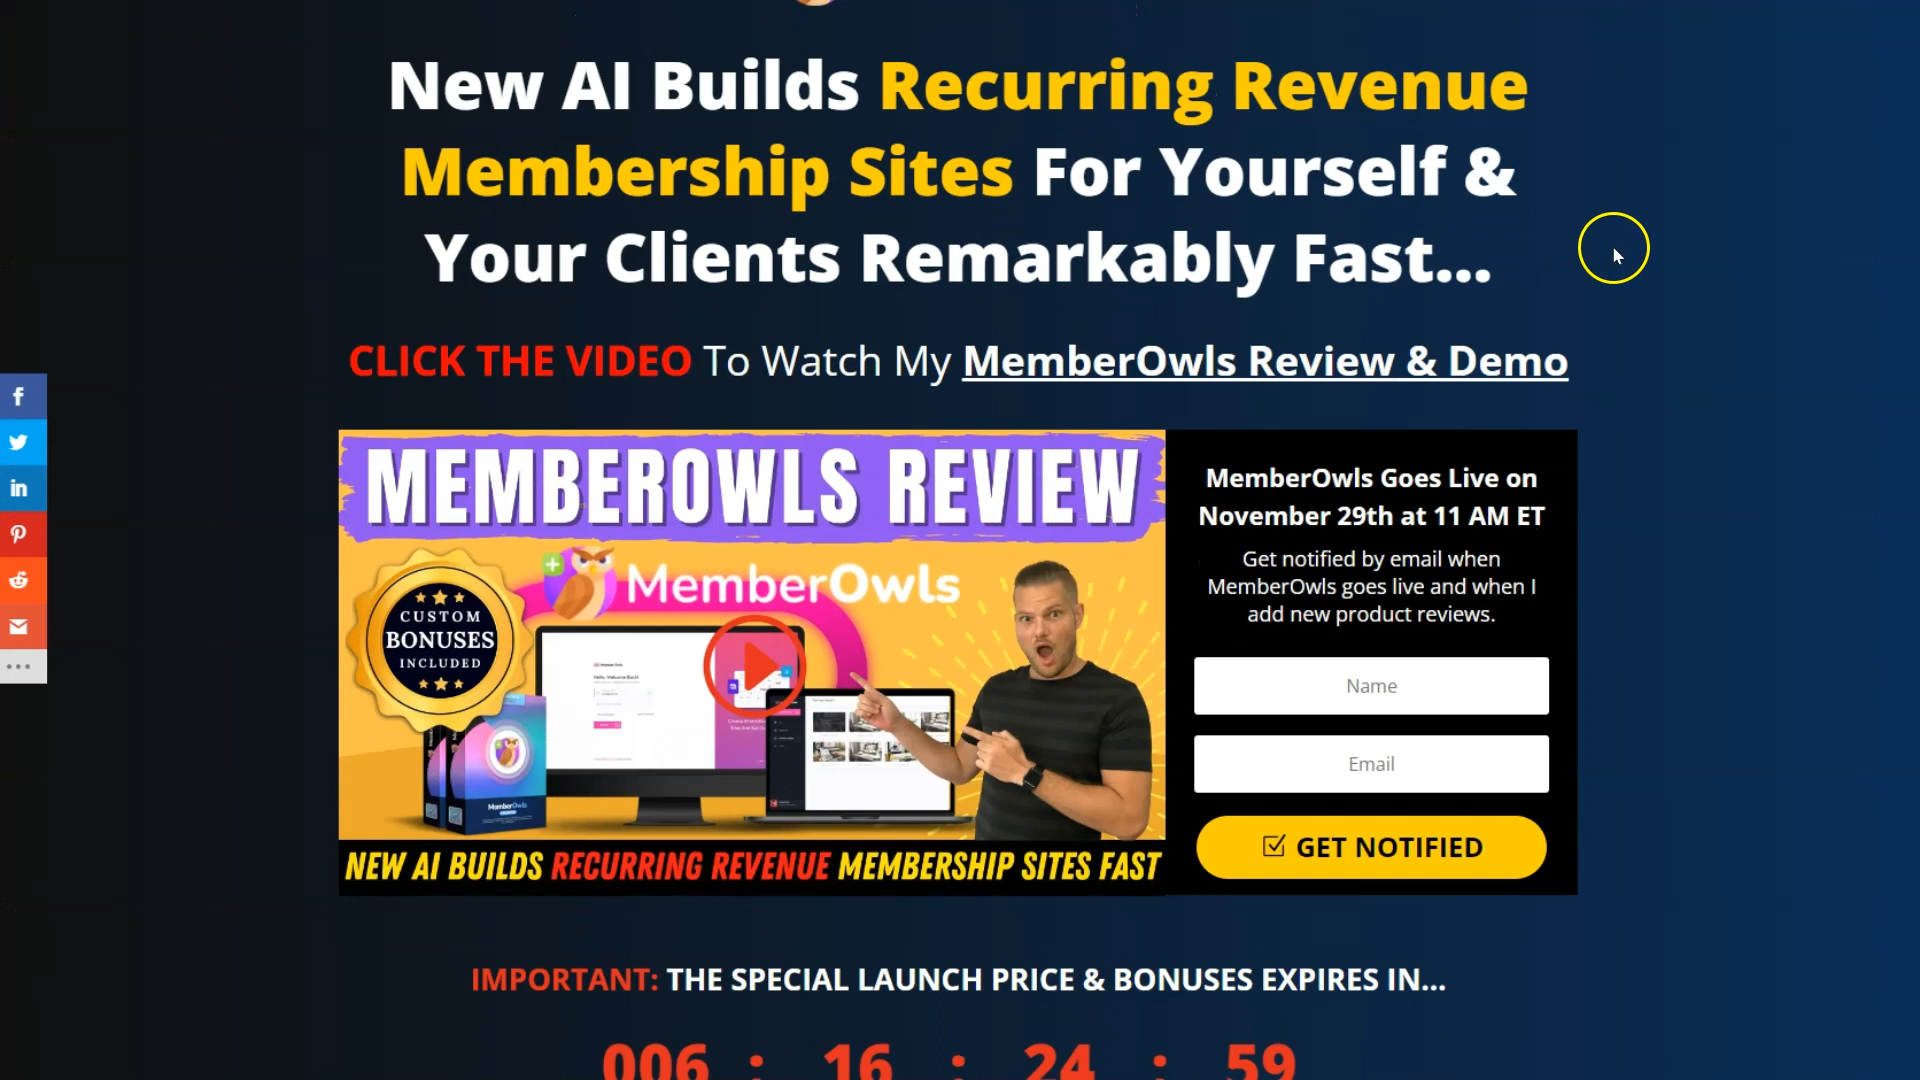 New AI Builds Recurring Revenue
Membership Sites For Yourself &
Your Clients Remarkably Fast...
CLICK THE VIDEO To Watch My MemberOwls Review & Demo
MEMBEROWLS REVIEW
MemberOwls
CUSTOM
BONUSES
INCLUDED
Hello, Welcome Back!
MemberOwls
NEW AI BUILDS RECURRING REVENUE MEMBERSHIP SITES FAST
MemberOwls Goes Live on
November 29th at 11 AM ET
Get notified by email when
MemberOwls goes live and when I
add new product reviews.
Name
Email
GET NOTIFIED
IMPORTANT: THE SPECIAL LAUNCH PRICE & BONUSES EXPIRES IN...
006 : 16 : 24 : 59